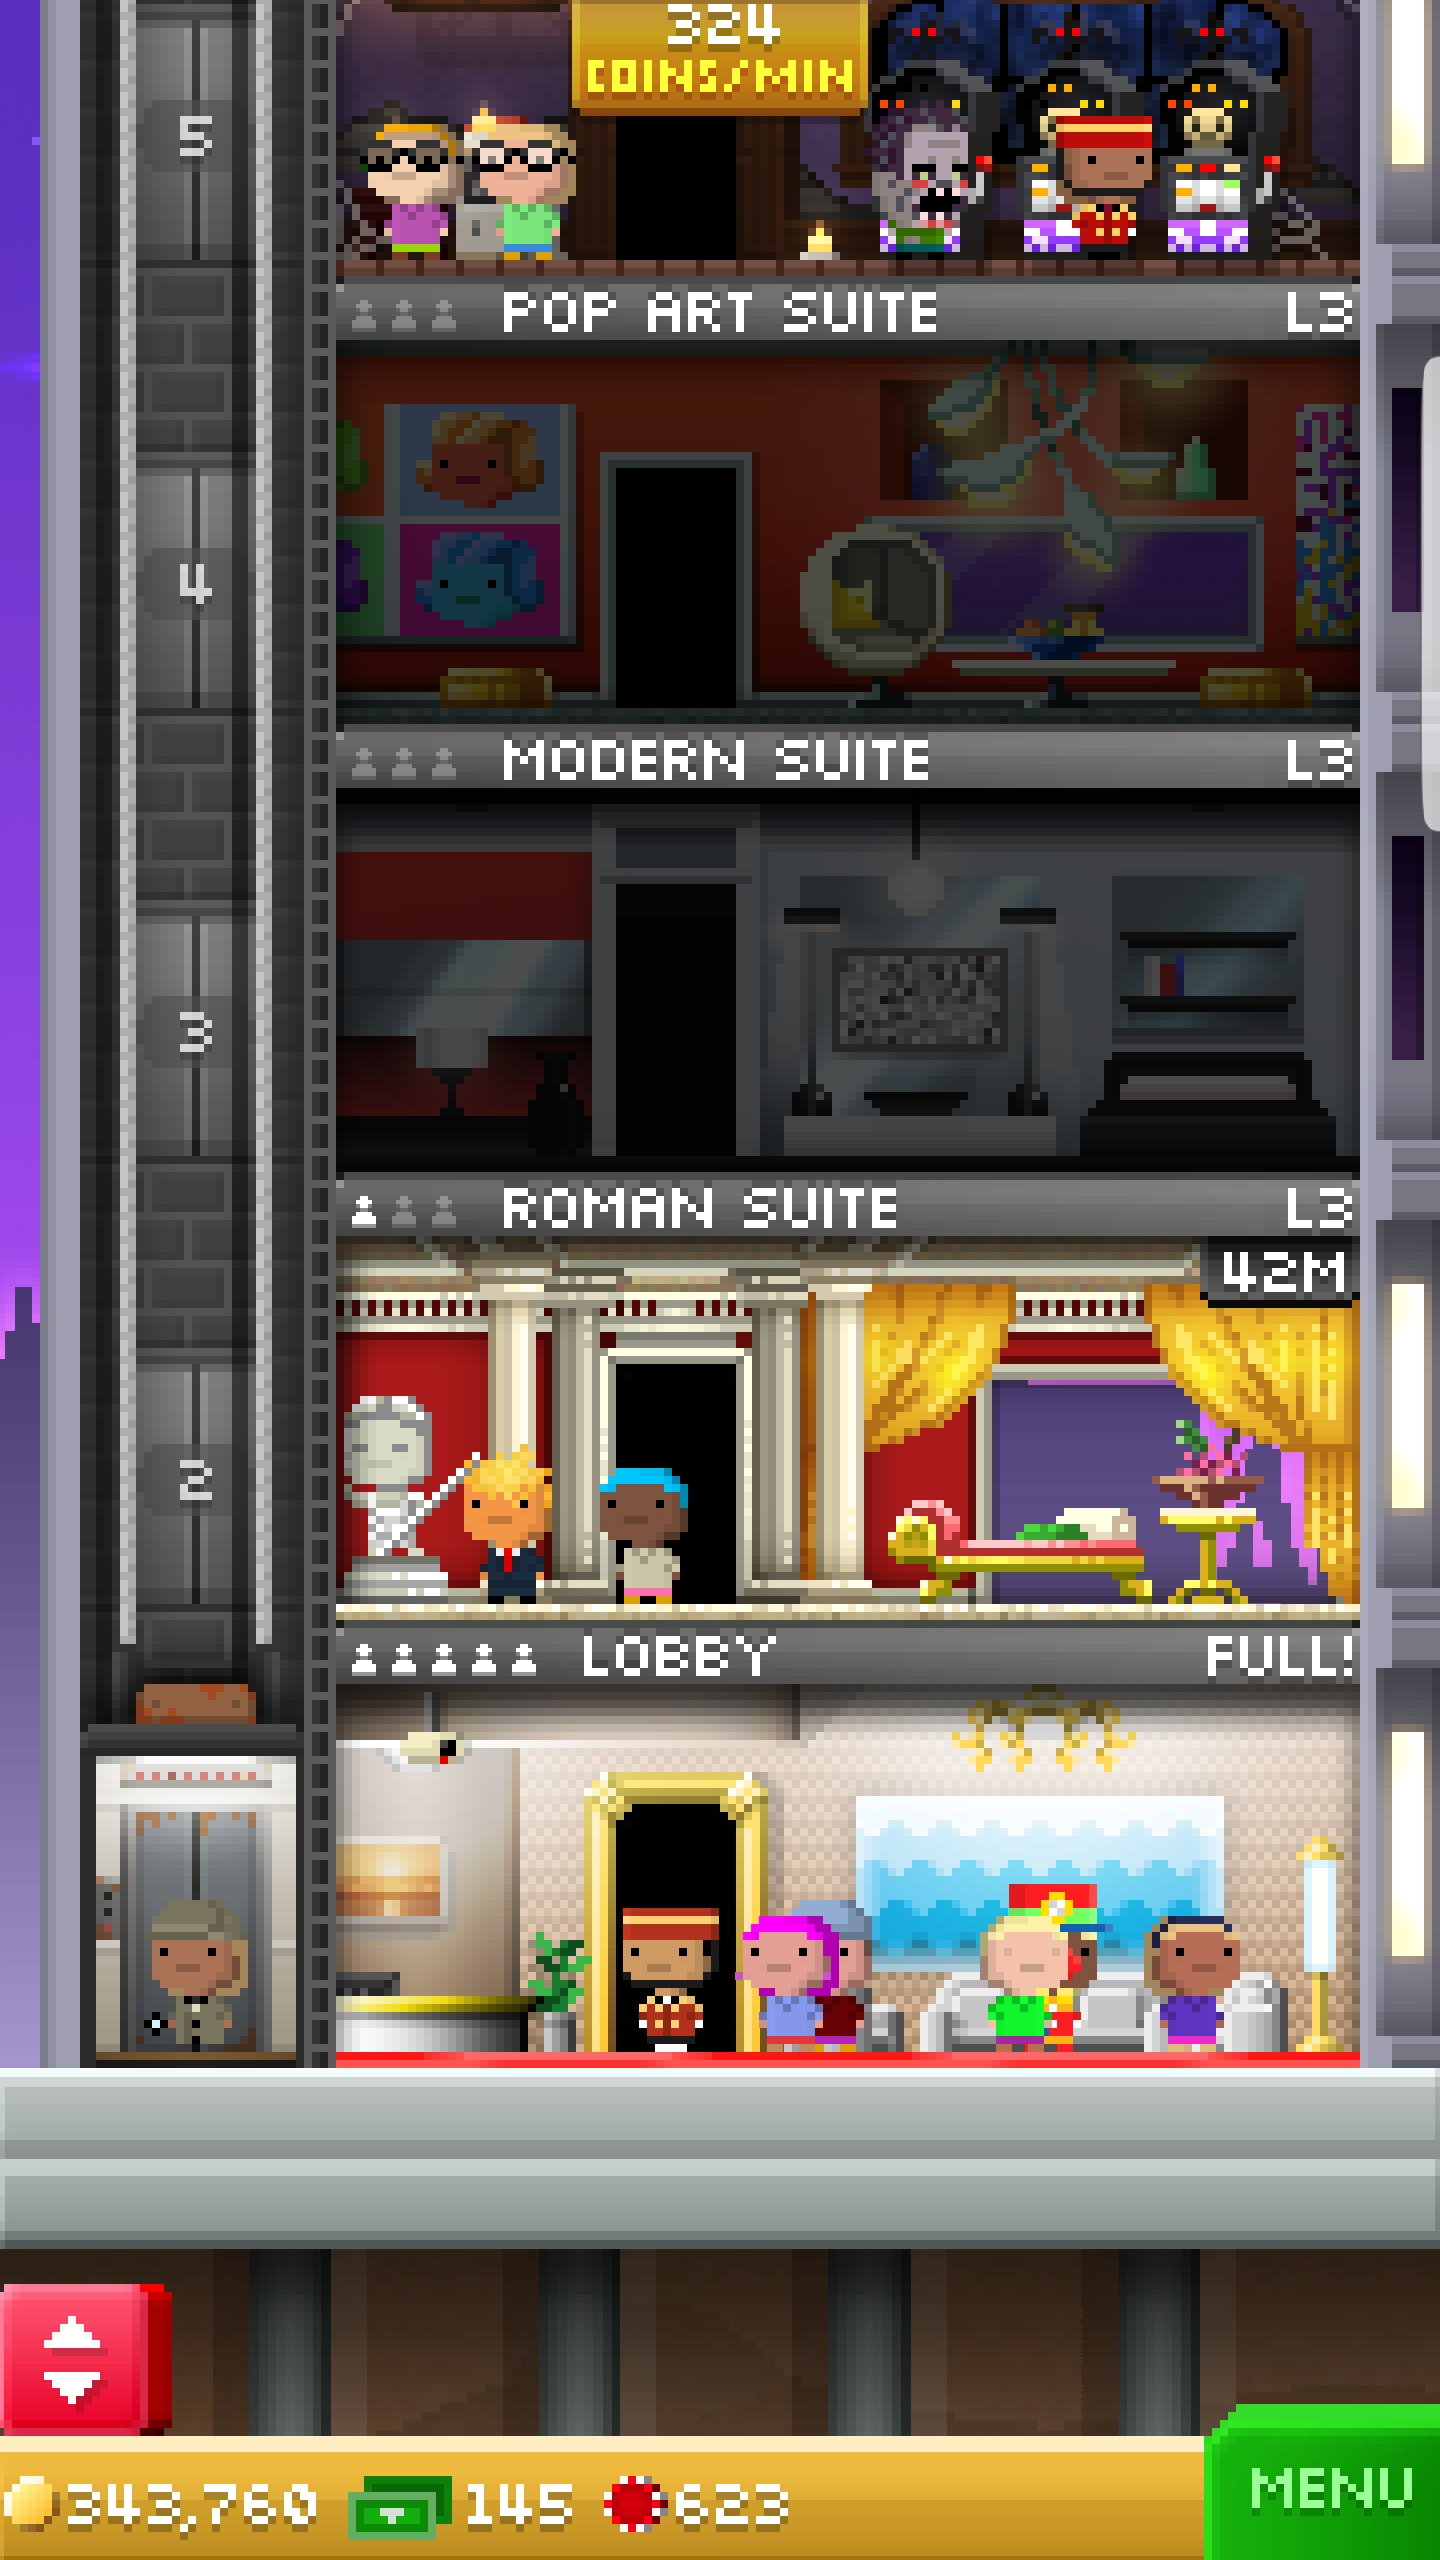 324
COINS/MIN
5
POP ART SUITE L3
4
MODERN SUITE L3
3
ROMAN SUITE L3
42M
2
LOBBY FULL!
343,760 145 623
MENU